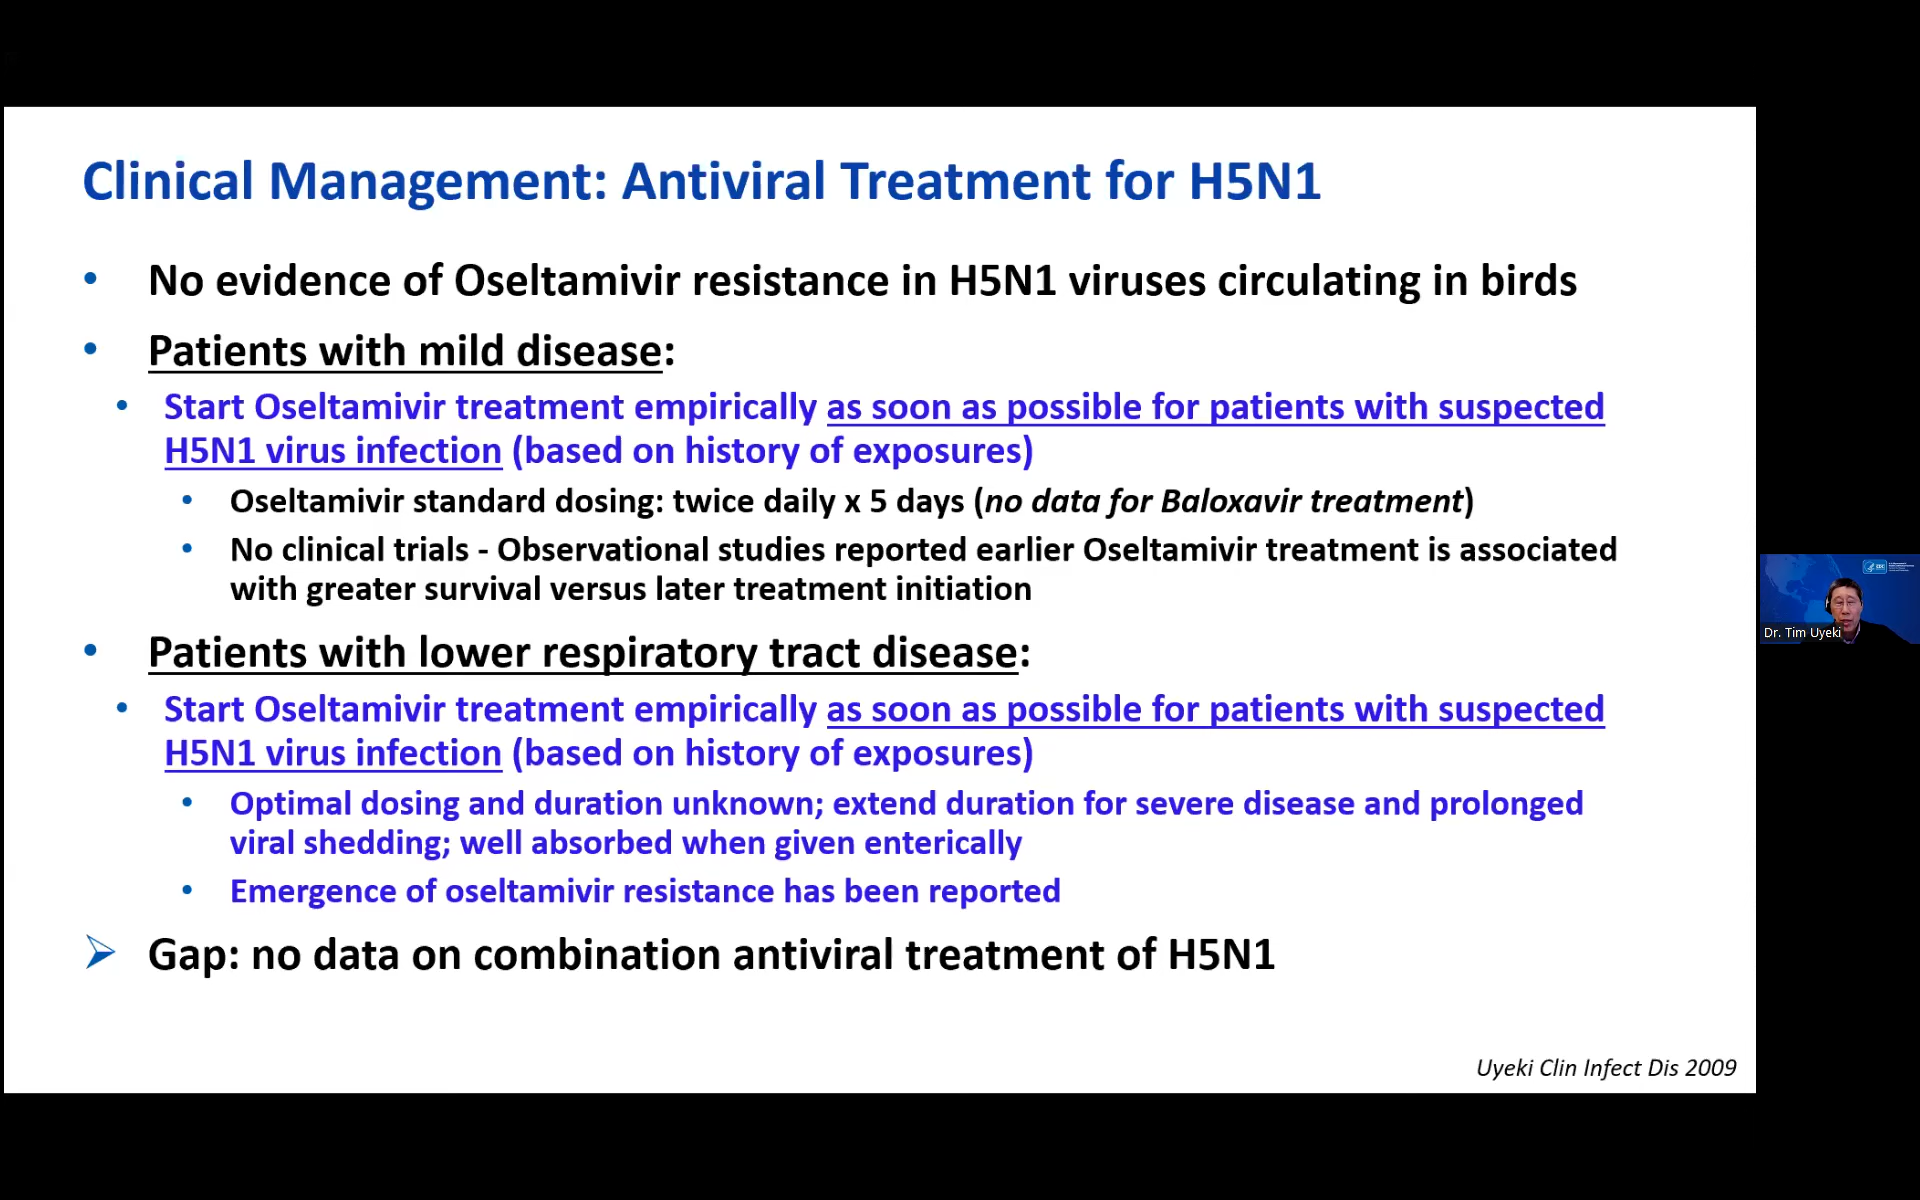 Clinical Management: Antiviral Treatment for H5N1
• No evidence of Oseltamivir resistance in H5N1 viruses circulating in birds
• Patients with mild disease:
• Start Oseltamivir treatment empirically as soon as possible for patients with suspected
H5N1 virus infection (based on history of exposures)
• Oseltamivir standard dosing: twice daily x 5 days (no data for Baloxavir treatment)
• No clinical trials - Observational studies reported earlier Oseltamivir treatment is associated
with greater survival versus later treatment initiation
• Patients with lower respiratory tract disease:
• Start Oseltamivir treatment empirically as soon as possible for patients with suspected
H5N1 virus infection (based on history of exposures)
• Optimal dosing and duration unknown; extend duration for severe disease and prolonged
viral shedding; well absorbed when given enterically
• Emergence of oseltamivir resistance has been reported
➢ Gap: no data on combination antiviral treatment of H5N1
Uyeki Clin Infect Dis 2009
CDC
Dr. Tim Uyeki